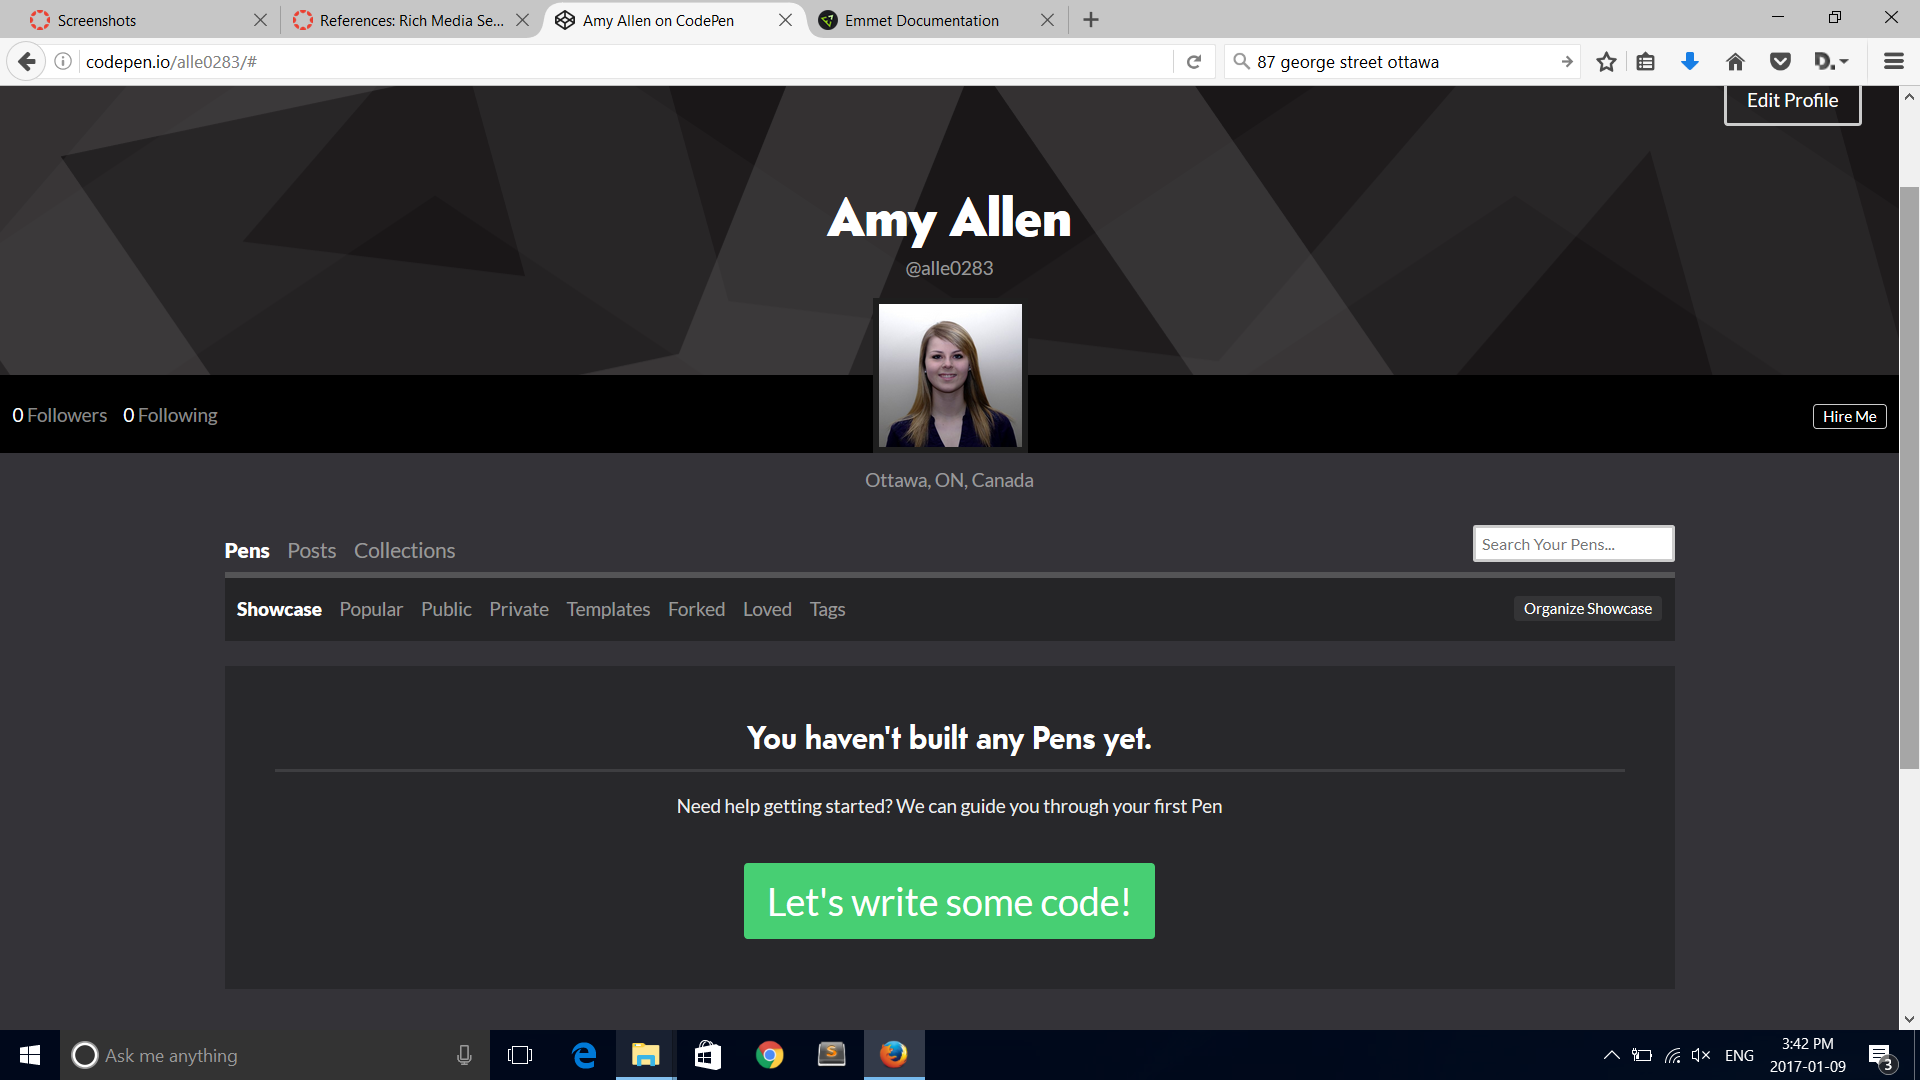 Screenshots
References: Rich Media Se...
Amy Allen on CodePen
Emmet Documentation
codepen.io/alle0283/#
87 george street ottawa
D.
Edit Profile
Amy Allen
@alle0283
0 Followers 0 Following
Hire Me
Ottawa, ON, Canada
Pens Posts Collections
Search Your Pens...
Showcase Popular Public Private Templates Forked Loved Tags
Organize Showcase
You haven't built any Pens yet.
Need help getting started? We can guide you through your first Pen
Let's write some code!
Ask me anything
ENG
3:42 PM
2017-01-09
3